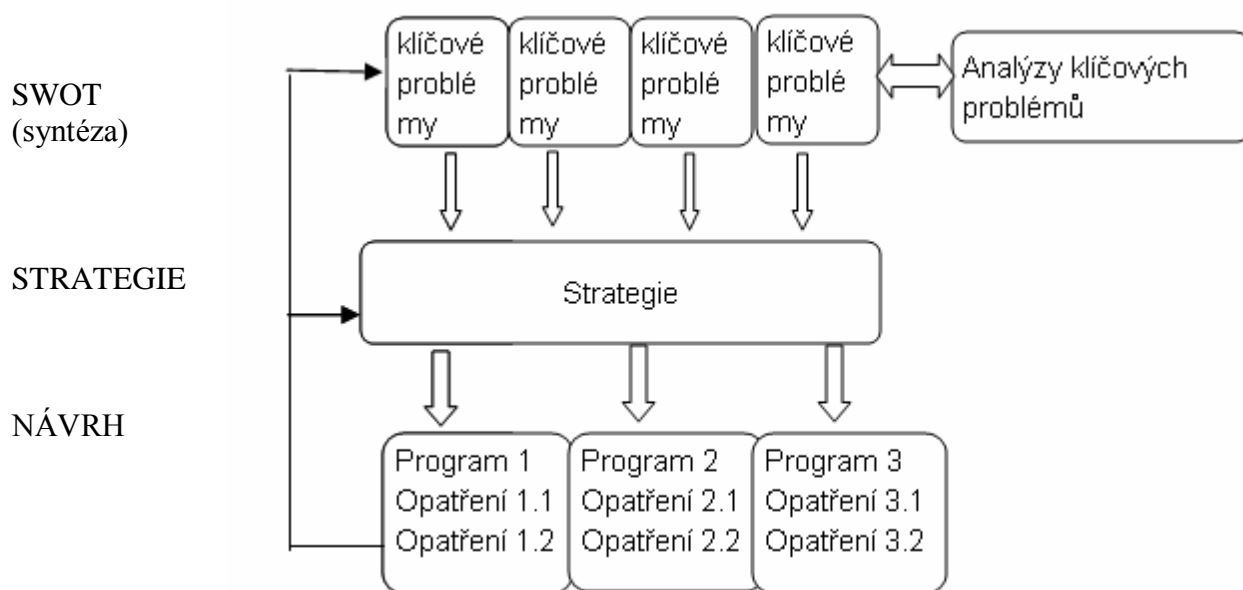 SWOT
(syntéza)
klíčové
problé
my
klíčové
problé
my
klíčové
problé
my
klíčové
problé
my
Analýzy klíčových
problémů
STRATEGIE
Strategie
NÁVRH
Program 1
Opatření 1.1
Opatření 1.2
Program 2
Opatření 2.1
Opatření 2.2
Program 3
Opatření 3.1
Opatření 3.2